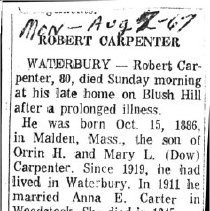 Mon - Aug 7-67
ROBERT CARPENTER
WATERBURY — Robert Car-
penter, 80, died Sunday morning
at his late home on Blush Hill
after a prolonged illness.
He was born Oct. 15, 1886,
in Malden, Mass., the son of
Orrin H. and Mary L. (Dow)
Carpenter. Since 1919, he had
lived in Waterbury. In 1911 he
married Anna E. Carter in